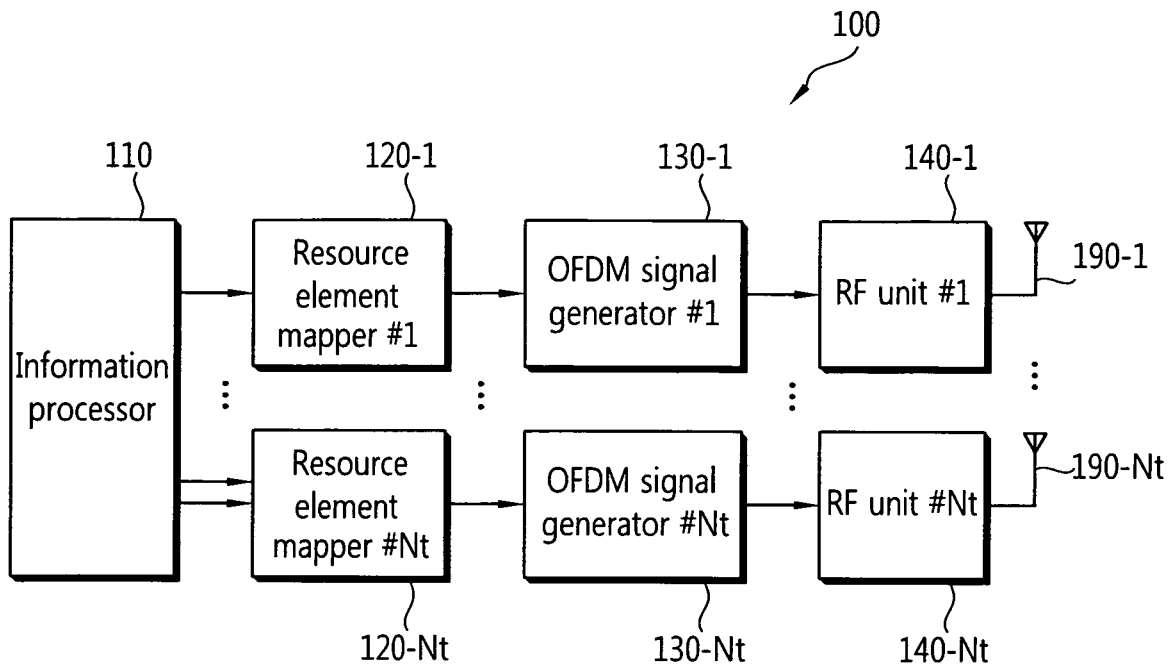 100
110
120-1
130-1
140-1
Resource
element
mapper #1
OFDM signal
generator #1
RF unit #1
190-1
Information
processor
Resource
element
mapper #Nt
OFDM signal
generator #Nt
RF unit #Nt
190-Nt
120-Nt
130-Nt
140-Nt